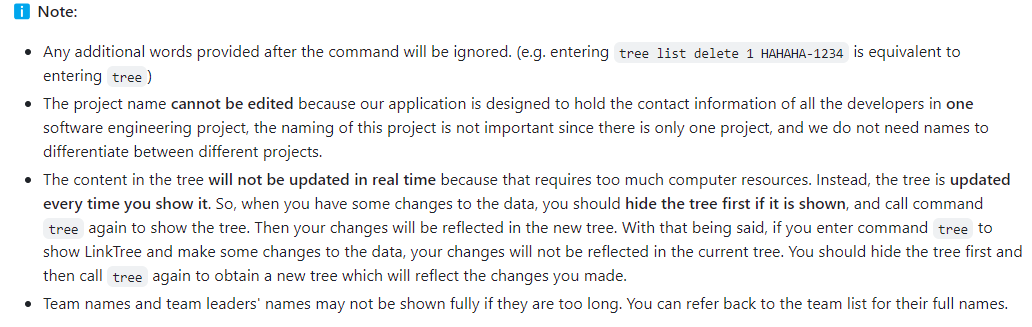 i Note:
• Any additional words provided after the command will be ignored. (e.g. entering tree list delete 1 HAHAHA-1234 is equivalent to
entering tree )
• The project name cannot be edited because our application is designed to hold the contact information of all the developers in one
software engineering project, the naming of this project is not important since there is only one project, and we do not need names to
differentiate between different projects.
• The content in the tree will not be updated in real time because that requires too much computer resources. Instead, the tree is updated
every time you show it. So, when you have some changes to the data, you should hide the tree first if it is shown, and call command
tree again to show the tree. Then your changes will be reflected in the new tree. With that being said, if you enter command tree to
show LinkTree and make some changes to the data, your changes will not be reflected in the current tree. You should hide the tree first and
then call tree again to obtain a new tree which will reflect the changes you made.
• Team names and team leaders' names may not be shown fully if they are too long. You can refer back to the team list for their full names.